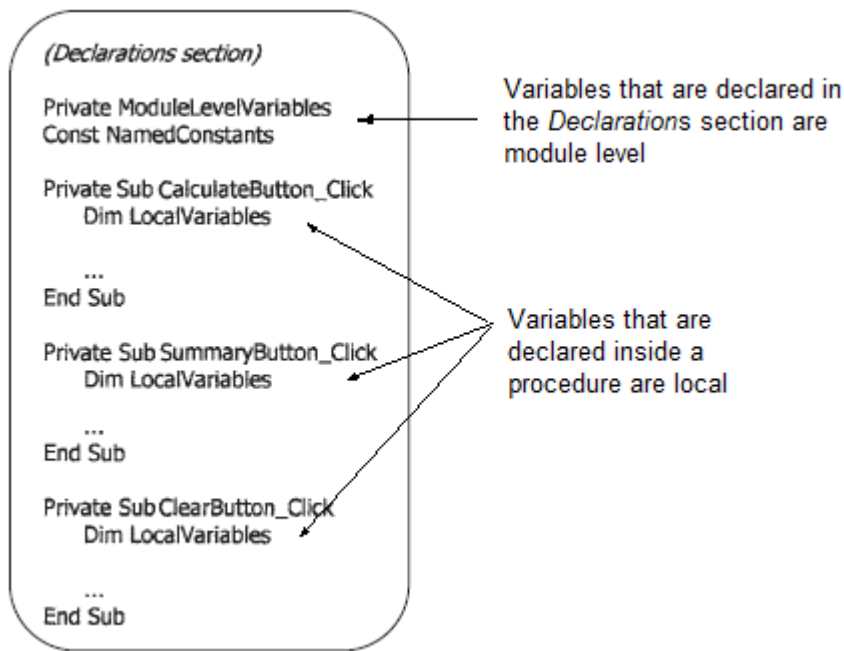 (Declarations section)
Private ModuleLevelVariables
Const NamedConstants
Private Sub CalculateButton_Click
Dim LocalVariables
...
End Sub
Private Sub SummaryButton_Click
Dim LocalVariables
...
End Sub
Private Sub ClearButton_Click
Dim LocalVariables
...
End Sub
Variables that are declared in
the Declarations section are
module level
Variables that are
declared inside a
procedure are local